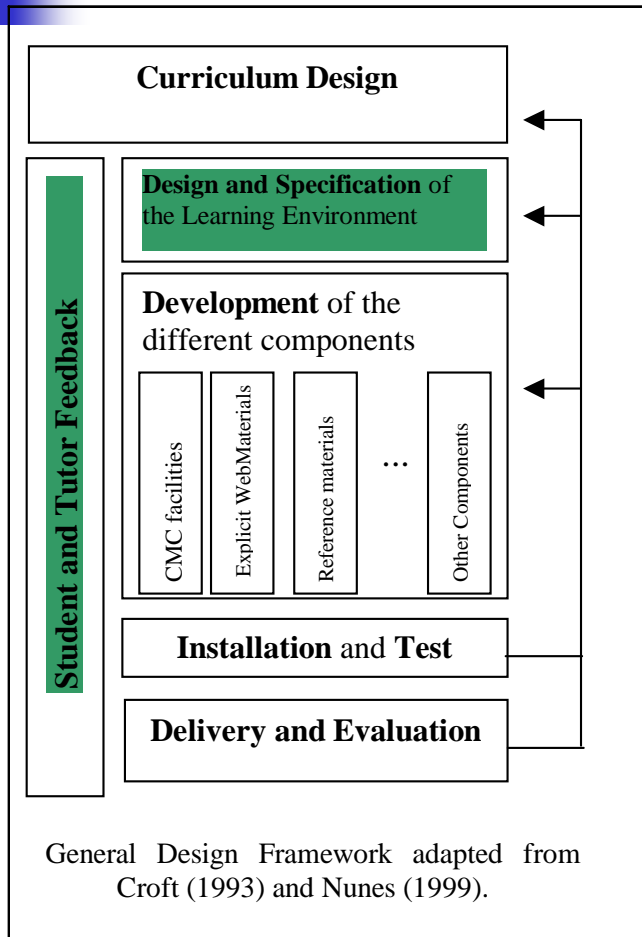 Curriculum Design
Student and Tutor Feedback
Design and Specification of
the Learning Environment
Development of the
different components
CMC facilities
Explicit WebMaterials
Reference materials
...
Other Components
Installation and Test
Delivery and Evaluation
General Design Framework adapted from
Croft (1993) and Nunes (1999).